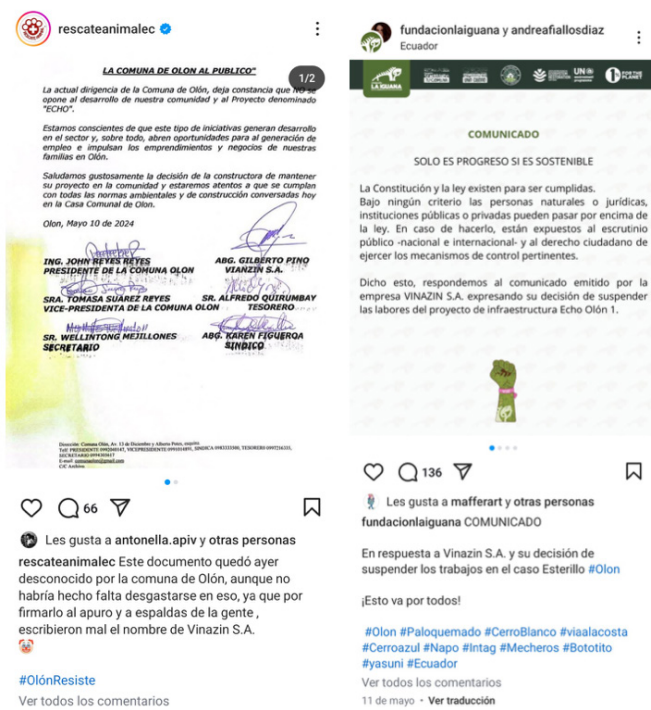 rescateanimalec
1/2
LA COMUNA DE OLON AL PUBLICO"
La actual dirigencia de la Comuna de Olón, deja constancia que NO se
opone al desarrollo de nuestra comunidad y al Proyecto denominado
"ECHO".
Estamos conscientes de que este tipo de iniciativas generan desarrollo
en el sector y, sobre todo, abren oportunidades para al generación de
empleo e impulsan los emprendimientos y negocios de nuestras
familias en Olón.
Saludamos gustosamente la decisión de la constructora de mantener
su proyecto en la comunidad y estaremos atentos a que se cumplan
con todas las normas ambientales y de construcción conversadas hoy
en la Casa Comunal de Olon.
Olon, Mayo 10 de 2024
ING. JOHN REYES REYES
PRESIDENTE DE LA COMUNA OLON
ABG. GILBERTO PINO
VIANZIN S.A.
SRA. TOMASA SUAREZ REYES
VICE-PRESIDENTA DE LA COMUNA OLON
SR. ALFREDO QUIRUMBAY
TESORERO
SR. WELLINTONG MEJILLONES
SECRETARIO
ABG. KAREN FIGUEROA
SINDICO
66
Les gusta a antonella.apiv y otras personas
rescateanimalec Este documento quedó ayer
desconocido por la comuna de Olón, aunque no
habría hecho falta desgastarse en eso, ya que por
firmarlo al apuro y a espaldas de la gente ,
escribieron mal el nombre de Vinazin S.A.
🤡
#OlónResiste
Ver todos los comentarios
fundacionlaiguana y andreafiallosdiaz
Ecuador
LA IGUANA
UN
1% FOR THE PLANET
COMUNICADO
SOLO ES PROGRESO SI ES SOSTENIBLE
La Constitución y la ley existen para ser cumplidas.
Bajo ningún criterio las personas naturales o jurídicas,
instituciones públicas o privadas pueden pasar por encima de
la ley. En caso de hacerlo, están expuestos al escrutinio
público -nacional e internacional- y al derecho ciudadano de
ejercer los mecanismos de control pertinentes.
Dicho esto, respondemos al comunicado emitido por la
empresa VINAZIN S.A. expresando su decisión de suspender
las labores del proyecto de infraestructura Echo Olón 1.
136
Les gusta a mafferart y otras personas
fundacionlaiguana COMUNICADO
En respuesta a Vinazin S.A. y su decisión de
suspender los trabajos en el caso Esterillo #Olon
¡Esto va por todos!
#Olon #Paloquemado #CerroBlanco #viaalacosta
#Cerroazul #Napo #Intag #Mecheros #Bototito
#yasuni #Ecuador
Ver todos los comentarios
11 de mayo • Ver traducción